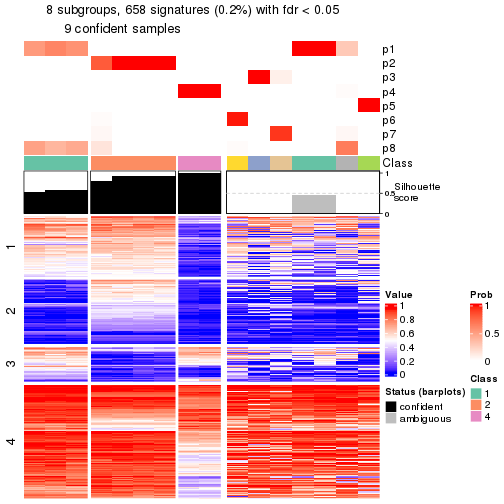 8 subgroups, 658 signatures (0.2%) with fdr < 0.05
9 confident samples
p1
p2
p3
p4
p5
p6
p7
p8
Class
1
0.5
0
Silhouette
score
1
2
3
4
Value
1
0.8
0.6
0.4
0.2
0
Prob
1
0.5
0
Status (barplots)
confident
ambiguous
Class
1
2
4